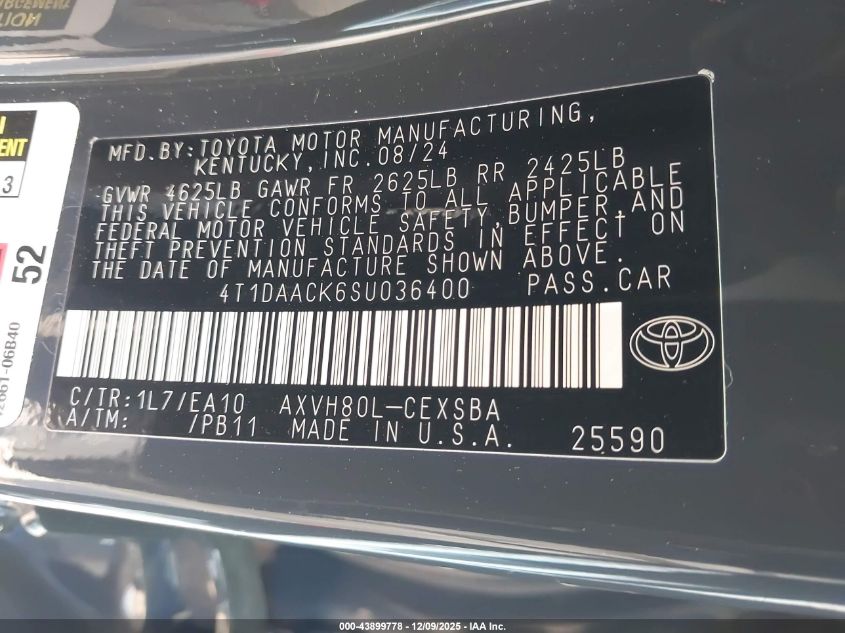 MFD.BY:TOYOTA MOTOR MANUFACTURING,
KENTUCKY,INC.08/24
GVWR 4625LB GAWR FR 2625LB RR 2425LB
THIS VEHICLE CONFORMS TO ALL APPLICABLE
FEDERAL MOTOR VEHICLE SAFETY,BUMPER,AND
THEFT PREVENTION STANDARDS IN EFFECT ON
THE DATE OF MANUFACTURE SHOWN ABOVE.
4T1DAACK6SU036400 PASS.CAR
C/TR:1L7/EA10 AXVH80L-CEXSBA
A/TM: /PB11 MADE IN U.S.A. 25590
3
52
000-43899778 - 12/09/2025 - IAA Inc.